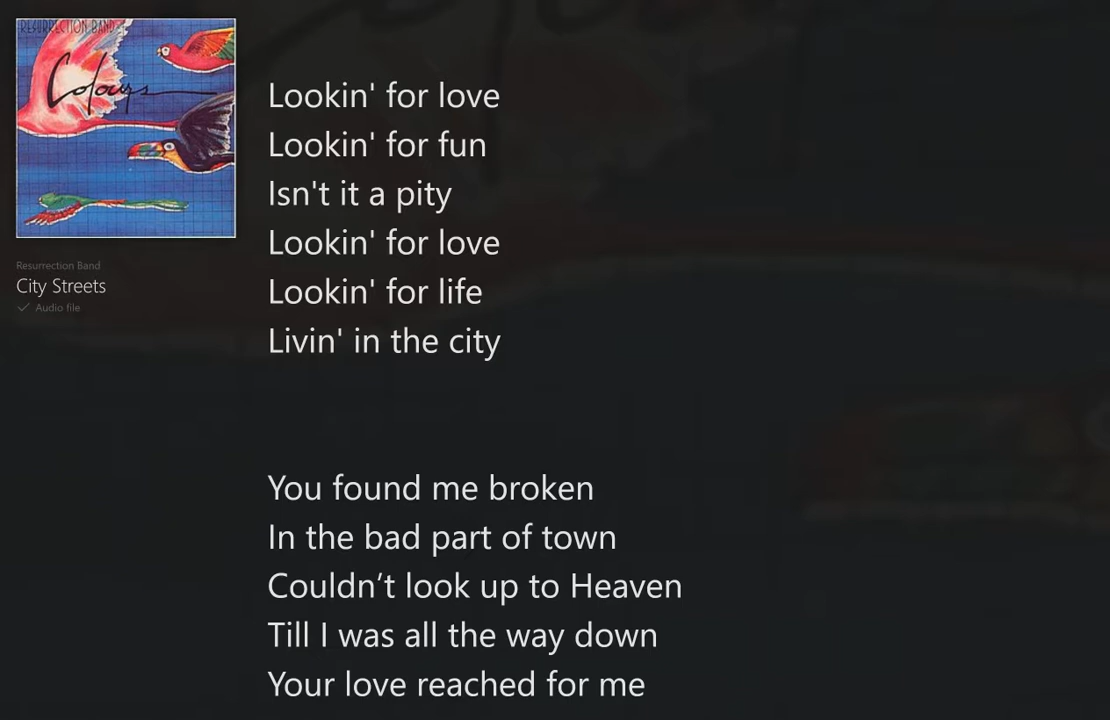 RESURRECTION BAND
Colours
Resurrection Band
City Streets
Audio file
Lookin' for love
Lookin' for fun
Isn't it a pity
Lookin' for love
Lookin' for life
Livin' in the city
You found me broken
In the bad part of town
Couldn’t look up to Heaven
Till I was all the way down
Your love reached for me